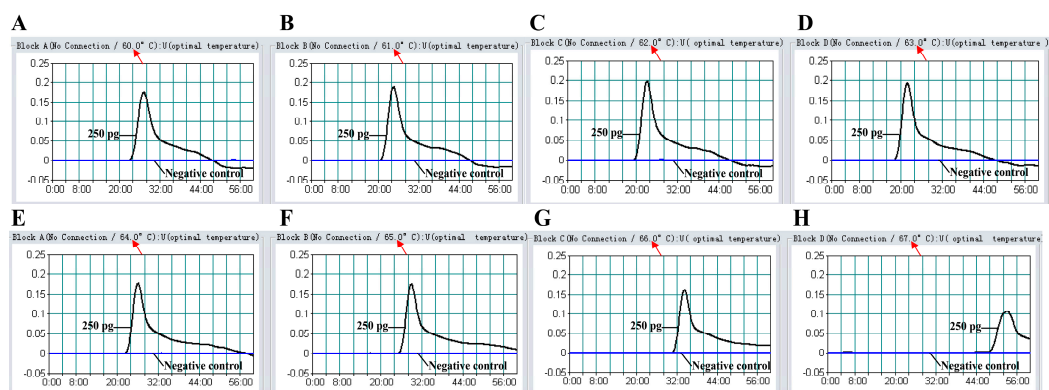 A
B
C
D
Block A(No Connection / 60.0° C):U(optimal temperature)
Block B(No Connection / 61.0° C):U(optimal temperature)
Block C(No Connection / 62.0° C):U( optimal temperature)
Block D(No Connection / 63.0° C):U(optimal temperature )
0.25
0.2
0.15
0.1
0.05
0
-0.05
250 pg
Negative control
0:00 8:00 20:00 32:00 44:00 56:00
0.25
0.2
0.15
0.1
0.05
0
-0.05
250 pg
Negative control
0:00 8:00 20:00 32:00 44:00 56:00
0.25
0.2
0.15
0.1
0.05
0
-0.05
250 pg
Negative control
0:00 8:00 20:00 32:00 44:00 56:00
0.25
0.2
0.15
0.1
0.05
0
-0.05
250 pg
Negative control
0:00 8:00 20:00 32:00 44:00 56:00
E
F
G
H
Block A(No Connection / 64.0° C):U(optimal temperature)
Block B(No Connection / 65.0° C):U(optimal temperature)
Block C(No Connection / 66.0° C):U( optimal temperature)
Block D(No Connection / 67.0° C):U( optimal temperature)
0.25
0.2
0.15
0.1
0.05
0
-0.05
250 pg
Negative control
0:00 8:00 20:00 32:00 44:00 56:00
0.25
0.2
0.15
0.1
0.05
0
-0.05
250 pg
Negative control
0:00 8:00 20:00 32:00 44:00 56:00
0.25
0.2
0.15
0.1
0.05
0
-0.05
250 pg
Negative control
0:00 8:00 20:00 32:00 44:00 56:00
0.25
0.2
0.15
0.1
0.05
0
-0.05
250 pg
Negative control
0:00 8:00 20:00 32:00 44:00 56:00